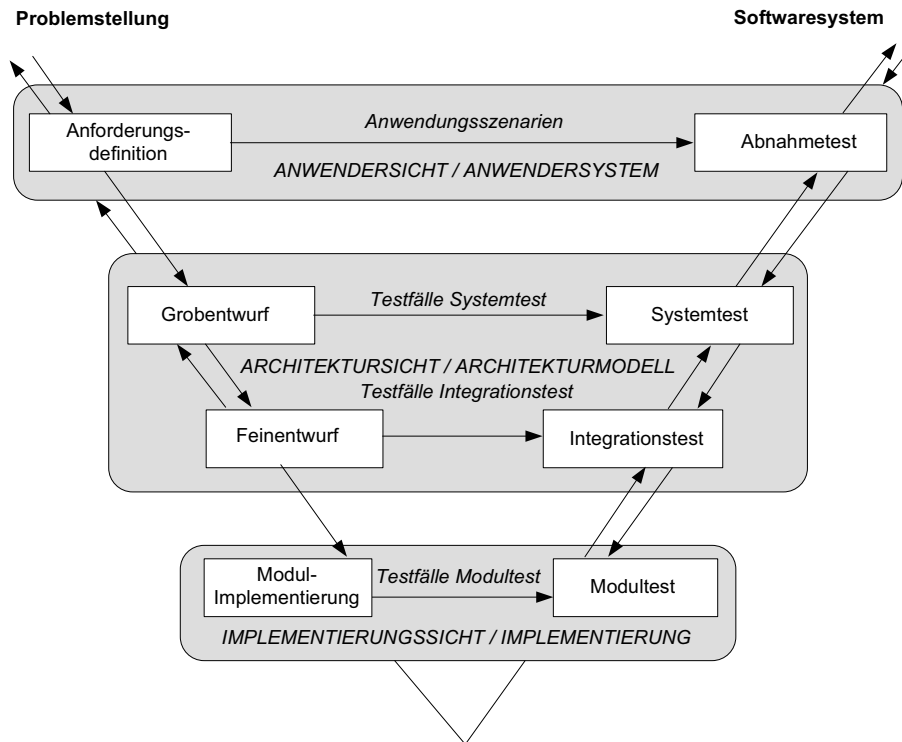 Problemstellung
Softwaresystem
Anforderungs-
definition
Anwendungsszenarien
Abnahmetest
ANWENDERSICHT / ANWENDERSYSTEM
Grobentwurf
Testfälle Systemtest
Systemtest
ARCHITEKTURSICHT / ARCHITEKTURMODELL
Testfälle Integrationstest
Feinentwurf
Integrationstest
Modul-
Implementierung
Testfälle Modultest
Modultest
IMPLEMENTIERUNGSSICHT / IMPLEMENTIERUNG